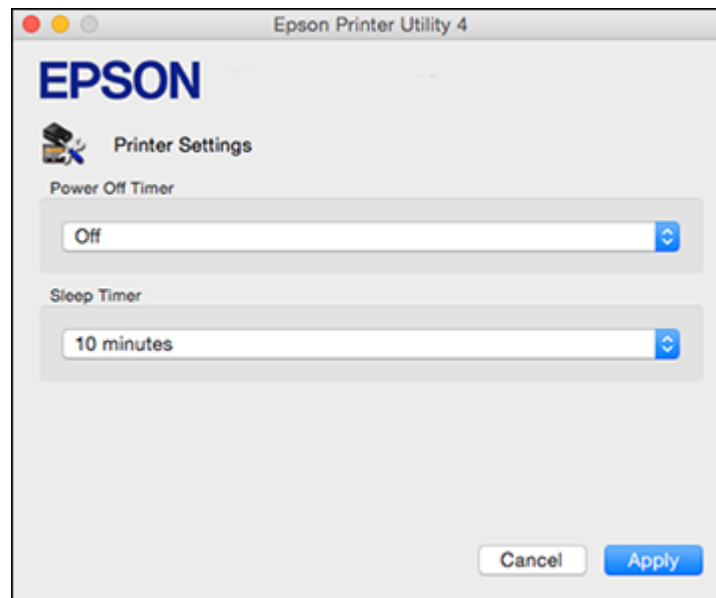 Epson Printer Utility 4
EPSON
Printer Settings
Power Off Timer
Off
Sleep Timer
10 minutes
Cancel
Apply